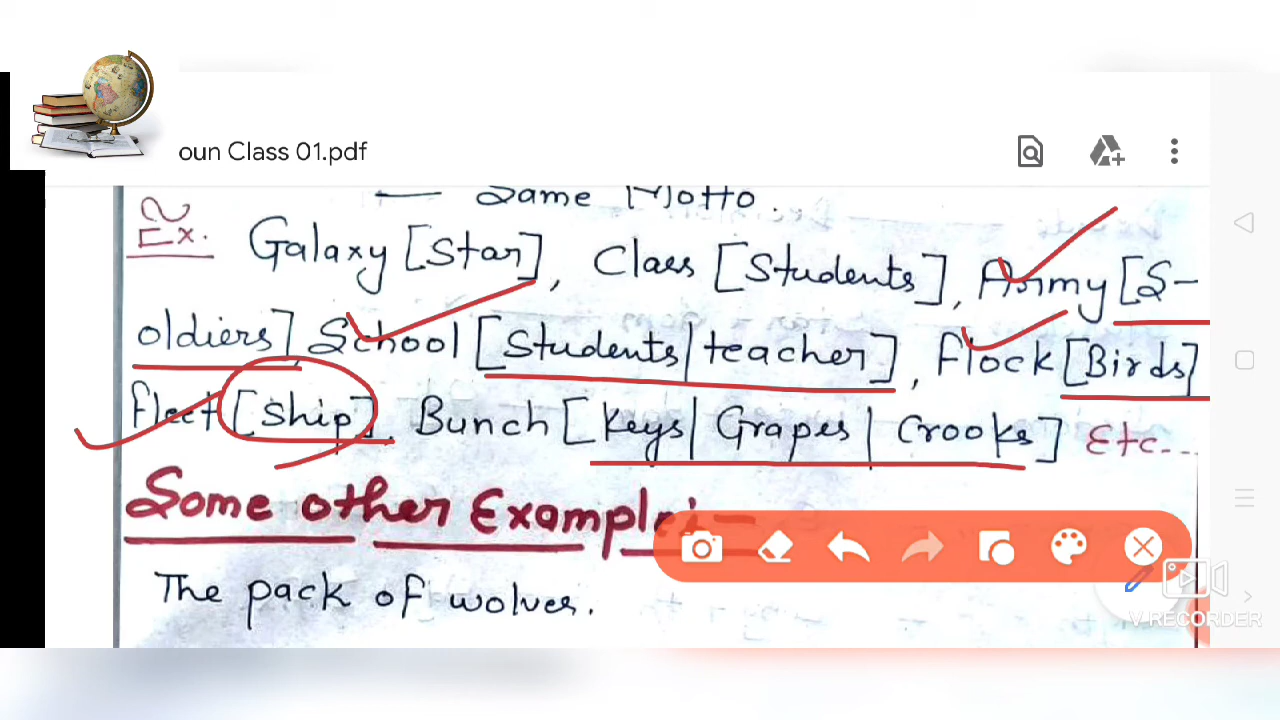 oun Class 01.pdf
Same Motto.
Ex.
Galaxy [Star], Class [Students], Army [S-
oldiers], School [Students/teacher], Flock [Birds]
Fleet [Ship]. Bunch [Keys| Grapes | Crooks] Etc...
Some other Example:-
The pack of wolves.
V RECORDER